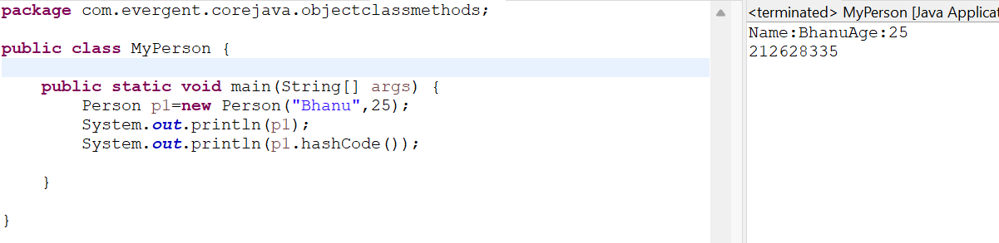 package com.evergent.corejava.objectclassmethods;
public class MyPerson {
public static void main(String[] args) {
Person p1=new Person("Bhanu",25);
System.out.println(p1);
System.out.println(p1.hashCode());
}
}
<terminated> MyPerson [Java Applicat
Name:BhanuAge:25
212628335